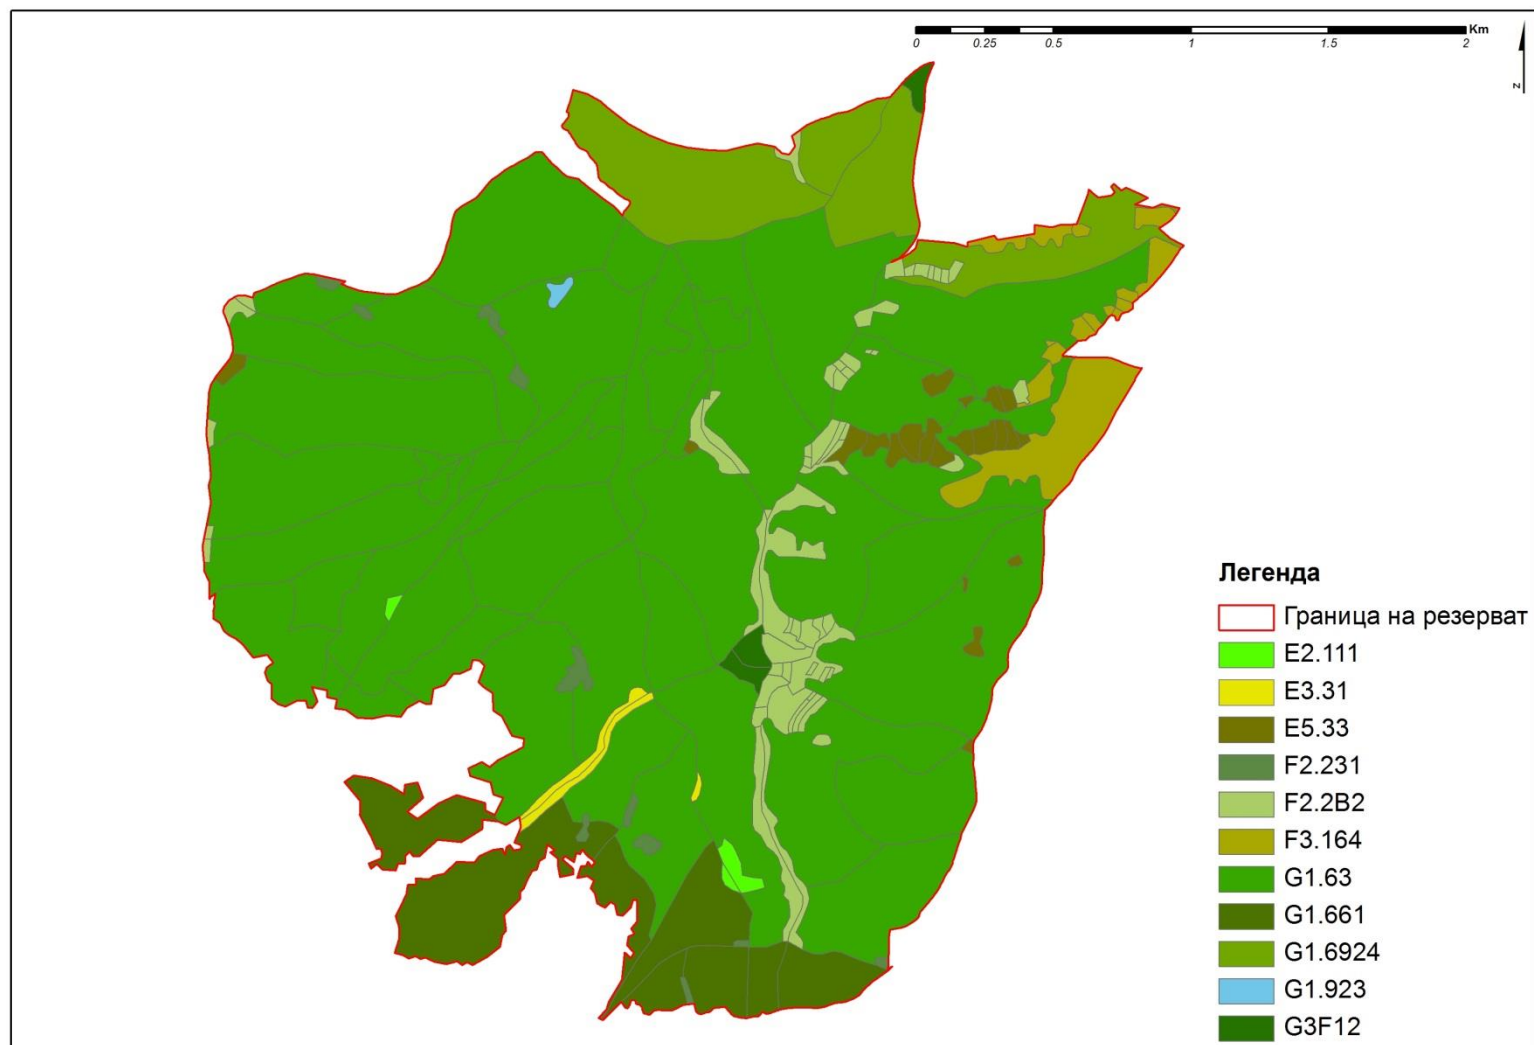 Km
0 0.25 0.5 1 1.5 2
z
Легенда
Граница на резерват
E2.111
E3.31
E5.33
F2.231
F2.2B2
F3.164
G1.63
G1.661
G1.6924
G1.923
G3F12